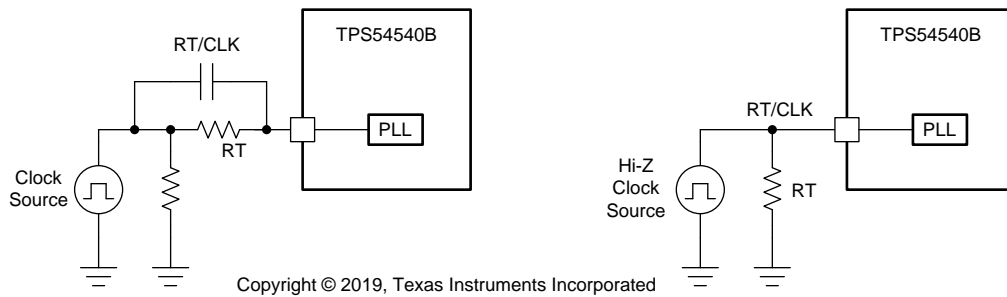 TPS54540B
RT/CLK
PLL
RT
Clock
Source
TPS54540B
RT/CLK
PLL
Hi-Z
Clock
Source
RT
Copyright © 2019, Texas Instruments Incorporated